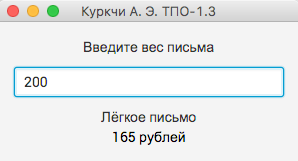 Куркчи А. Э. ТПО-1.3
Введите вес письма
200
Лёгкое письмо
165 рублей